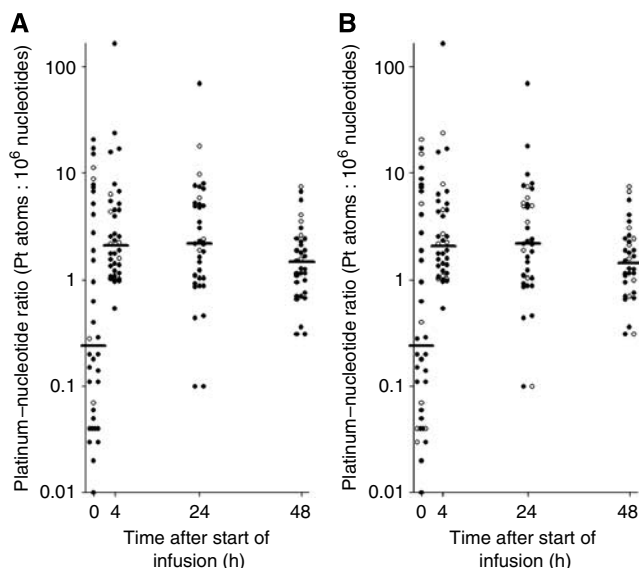 A
Platinum–nucleotide ratio (Pt atoms : 10⁶ nucleotides)
100
10
1
0.1
0.01
0 4 24 48
Time after start of
infusion (h)
B
Platinum–nucleotide ratio (Pt atoms : 10⁶ nucleotides)
100
10
1
0.1
0.01
0 4 24 48
Time after start of
infusion (h)